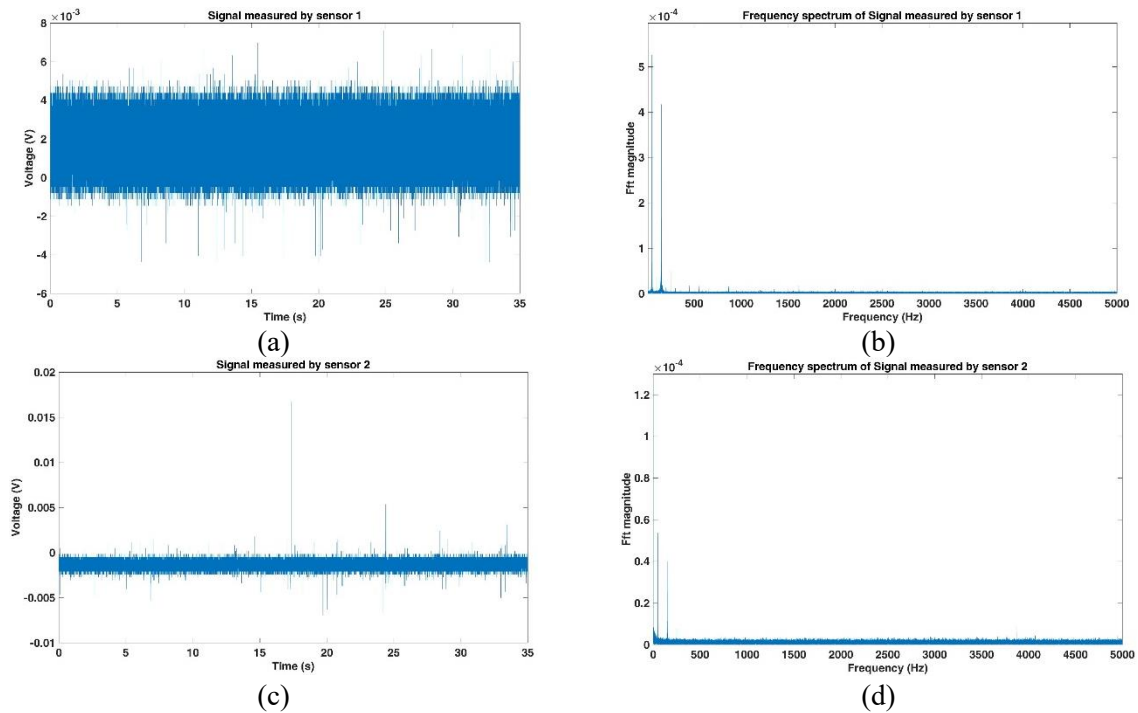 Signal measured by sensor 1
×10⁻³
8
6
4
2
0
-2
-4
-6
Voltage (V)
0 5 10 15 20 25 30 35
Time (s)
(a)
Frequency spectrum of Signal measured by sensor 1
×10⁻⁴
5
4
3
2
1
0
Fft magnitude
500 1000 1500 2000 2500 3000 3500 4000 4500 5000
Frequency (Hz)
(b)
Signal measured by sensor 2
0.02
0.015
0.01
0.005
0
-0.005
-0.01
Voltage (V)
0 5 10 15 20 25 30 35
Time (s)
(c)
Frequency spectrum of Signal measured by sensor 2
×10⁻⁴
1.2
1
0.8
0.6
0.4
0.2
0
Fft magnitude
0 500 1000 1500 2000 2500 3000 3500 4000 4500 5000
Frequency (Hz)
(d)